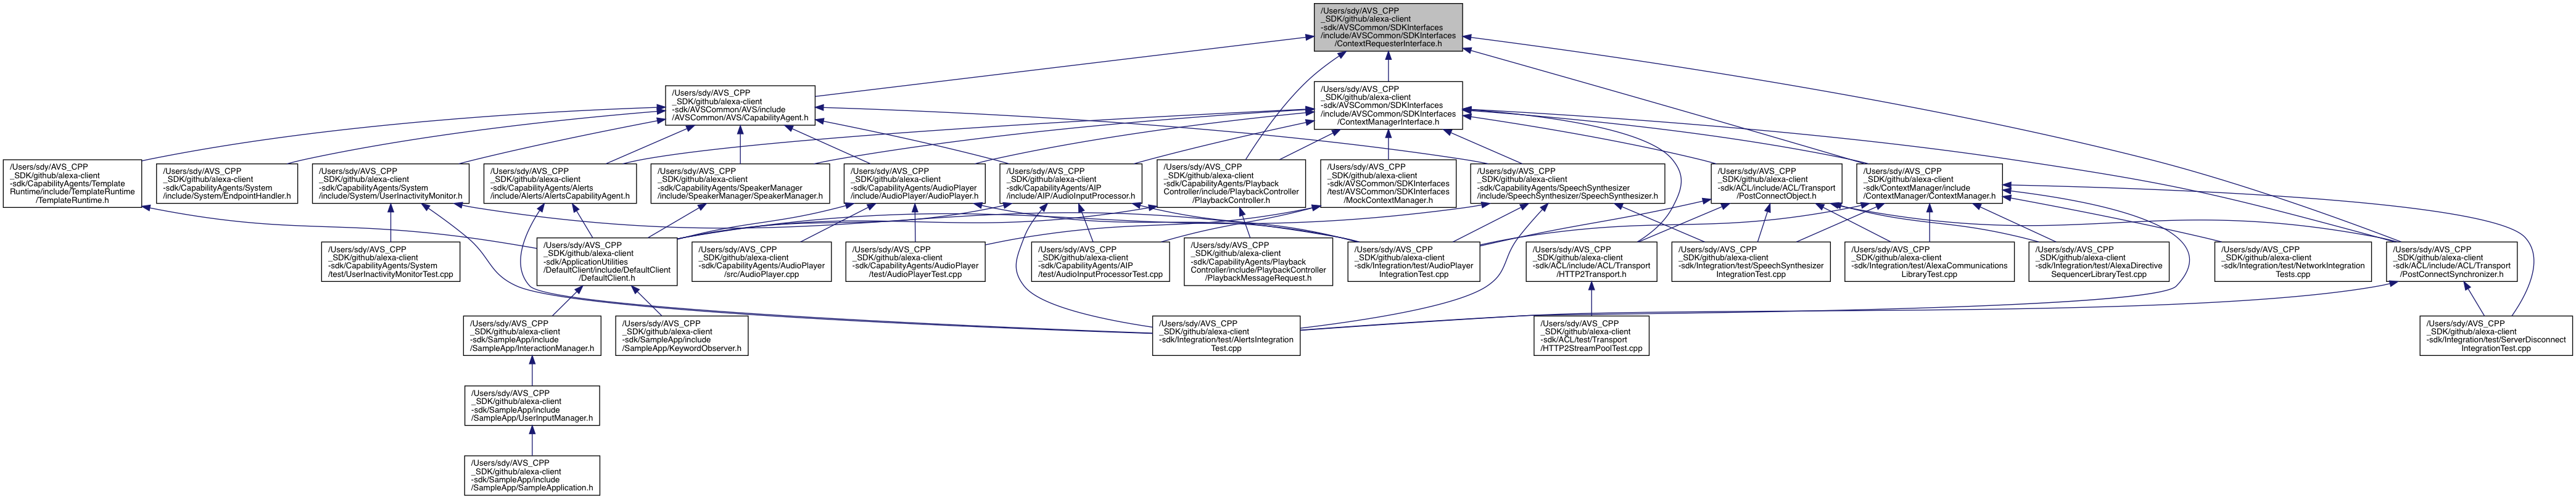 /Users/sdy/AVS_CPP
_SDK/github/alexa-client
-sdk/AVSCommon/SDKInterfaces
/include/AVSCommon/SDKInterfaces
/ContextRequesterInterface.h
/Users/sdy/AVS_CPP
_SDK/github/alexa-client
-sdk/AVSCommon/AVS/include
/AVSCommon/AVS/CapabilityAgent.h
/Users/sdy/AVS_CPP
_SDK/github/alexa-client
-sdk/AVSCommon/SDKInterfaces
/include/AVSCommon/SDKInterfaces
/ContextManagerInterface.h
/Users/sdy/AVS_CPP
_SDK/github/alexa-client
-sdk/CapabilityAgents/Template
Runtime/include/TemplateRuntime
/TemplateRuntime.h
/Users/sdy/AVS_CPP
_SDK/github/alexa-client
-sdk/CapabilityAgents/System
/include/System/EndpointHandler.h
/Users/sdy/AVS_CPP
_SDK/github/alexa-client
-sdk/CapabilityAgents/System
/include/System/UserInactivityMonitor.h
/Users/sdy/AVS_CPP
_SDK/github/alexa-client
-sdk/CapabilityAgents/Alerts
/include/Alerts/AlertsCapabilityAgent.h
/Users/sdy/AVS_CPP
_SDK/github/alexa-client
-sdk/CapabilityAgents/SpeakerManager
/include/SpeakerManager/SpeakerManager.h
/Users/sdy/AVS_CPP
_SDK/github/alexa-client
-sdk/CapabilityAgents/AudioPlayer
/include/AudioPlayer/AudioPlayer.h
/Users/sdy/AVS_CPP
_SDK/github/alexa-client
-sdk/CapabilityAgents/AIP
/include/AIP/AudioInputProcessor.h
/Users/sdy/AVS_CPP
_SDK/github/alexa-client
-sdk/CapabilityAgents/Playback
Controller/include/PlaybackController
/PlaybackController.h
/Users/sdy/AVS_CPP
_SDK/github/alexa-client
-sdk/AVSCommon/SDKInterfaces
/test/AVSCommon/SDKInterfaces
/MockContextManager.h
/Users/sdy/AVS_CPP
_SDK/github/alexa-client
-sdk/CapabilityAgents/SpeechSynthesizer
/include/SpeechSynthesizer/SpeechSynthesizer.h
/Users/sdy/AVS_CPP
_SDK/github/alexa-client
-sdk/ACL/include/ACL/Transport
/PostConnectObject.h
/Users/sdy/AVS_CPP
_SDK/github/alexa-client
-sdk/ContextManager/include
/ContextManager/ContextManager.h
/Users/sdy/AVS_CPP
_SDK/github/alexa-client
-sdk/CapabilityAgents/System
/test/UserInactivityMonitorTest.cpp
/Users/sdy/AVS_CPP
_SDK/github/alexa-client
-sdk/ApplicationUtilities
/DefaultClient/include/DefaultClient
/DefaultClient.h
/Users/sdy/AVS_CPP
_SDK/github/alexa-client
-sdk/CapabilityAgents/AudioPlayer
/src/AudioPlayer.cpp
/Users/sdy/AVS_CPP
_SDK/github/alexa-client
-sdk/CapabilityAgents/AudioPlayer
/test/AudioPlayerTest.cpp
/Users/sdy/AVS_CPP
_SDK/github/alexa-client
-sdk/CapabilityAgents/AIP
/test/AudioInputProcessorTest.cpp
/Users/sdy/AVS_CPP
_SDK/github/alexa-client
-sdk/CapabilityAgents/Playback
Controller/include/PlaybackController
/PlaybackMessageRequest.h
/Users/sdy/AVS_CPP
_SDK/github/alexa-client
-sdk/Integration/test/AudioPlayer
IntegrationTest.cpp
/Users/sdy/AVS_CPP
_SDK/github/alexa-client
-sdk/ACL/include/ACL/Transport
/HTTP2Transport.h
/Users/sdy/AVS_CPP
_SDK/github/alexa-client
-sdk/Integration/test/SpeechSynthesizer
IntegrationTest.cpp
/Users/sdy/AVS_CPP
_SDK/github/alexa-client
-sdk/Integration/test/AlexaCommunications
LibraryTest.cpp
/Users/sdy/AVS_CPP
_SDK/github/alexa-client
-sdk/Integration/test/AlexaDirective
SequencerLibraryTest.cpp
/Users/sdy/AVS_CPP
_SDK/github/alexa-client
-sdk/Integration/test/NetworkIntegration
Tests.cpp
/Users/sdy/AVS_CPP
_SDK/github/alexa-client
-sdk/ACL/include/ACL/Transport
/PostConnectSynchronizer.h
/Users/sdy/AVS_CPP
_SDK/github/alexa-client
-sdk/SampleApp/include
/SampleApp/InteractionManager.h
/Users/sdy/AVS_CPP
_SDK/github/alexa-client
-sdk/SampleApp/include
/SampleApp/KeywordObserver.h
/Users/sdy/AVS_CPP
_SDK/github/alexa-client
-sdk/Integration/test/AlertsIntegration
Test.cpp
/Users/sdy/AVS_CPP
_SDK/github/alexa-client
-sdk/ACL/test/Transport
/HTTP2StreamPoolTest.cpp
/Users/sdy/AVS_CPP
_SDK/github/alexa-client
-sdk/Integration/test/ServerDisconnect
IntegrationTest.cpp
/Users/sdy/AVS_CPP
_SDK/github/alexa-client
-sdk/SampleApp/include
/SampleApp/UserInputManager.h
/Users/sdy/AVS_CPP
_SDK/github/alexa-client
-sdk/SampleApp/include
/SampleApp/SampleApplication.h